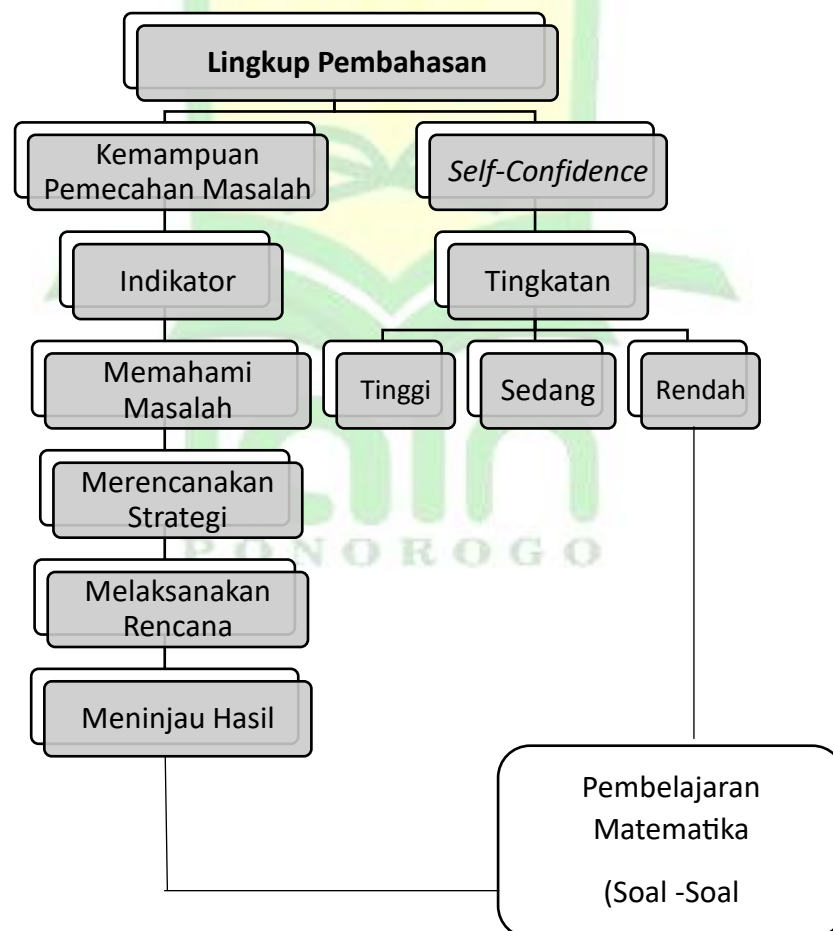 Lingkup Pembahasan
Kemampuan
Pemecahan Masalah
Self-Confidence
Indikator
Tingkatan
Memahami
Masalah
Tinggi
Sedang
Rendah
Merencanakan
Strategi
PONOROGO
Melaksanakan
Rencana
Meninjau Hasil
Pembelajaran
Matematika
(Soal -Soal